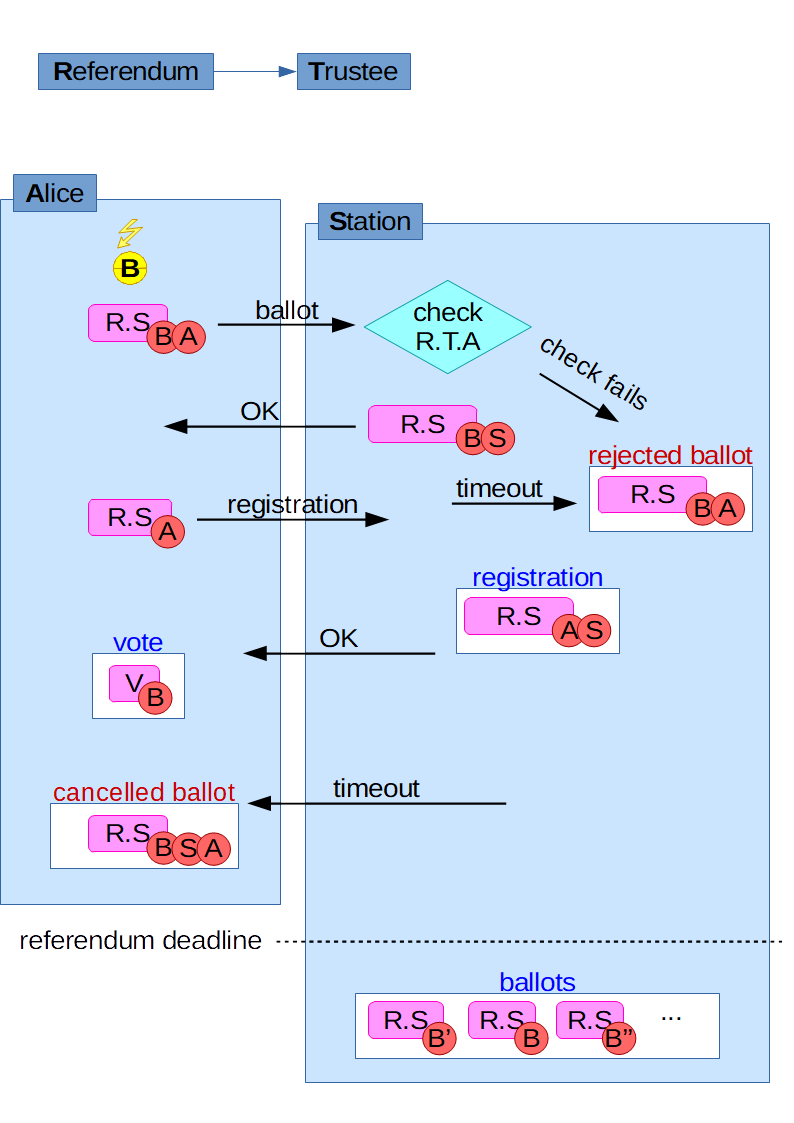 Referendum
Trustee
Alice
Station
B
R.S B A
ballot
check
R.T.A
check fails
OK
R.S B S
rejected ballot
R.S B A
timeout
R.S A
registration
registration
R.S A S
OK
vote
V B
timeout
cancelled ballot
R.S B S A
referendum deadline
ballots
R.S B’ R.S B R.S B” ...